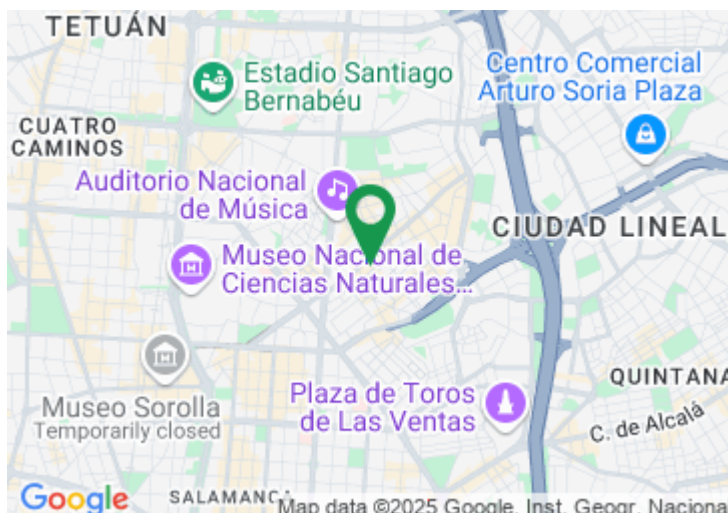 TETUÁN
Estadio Santiago
Bernabéu
Centro Comercial
Arturo Soria Plaza
CUATRO
CAMINOS
Auditorio Nacional
de Música
CIUDAD LINEAL
Museo Nacional de
Ciencias Naturales...
QUINTANA
Museo Sorolla
Temporarily closed
Plaza de Toros
de Las Ventas
C. de Alcalá
Google
SALAMANCA
Map data ©2025 Google, Inst. Geogr. Naciona